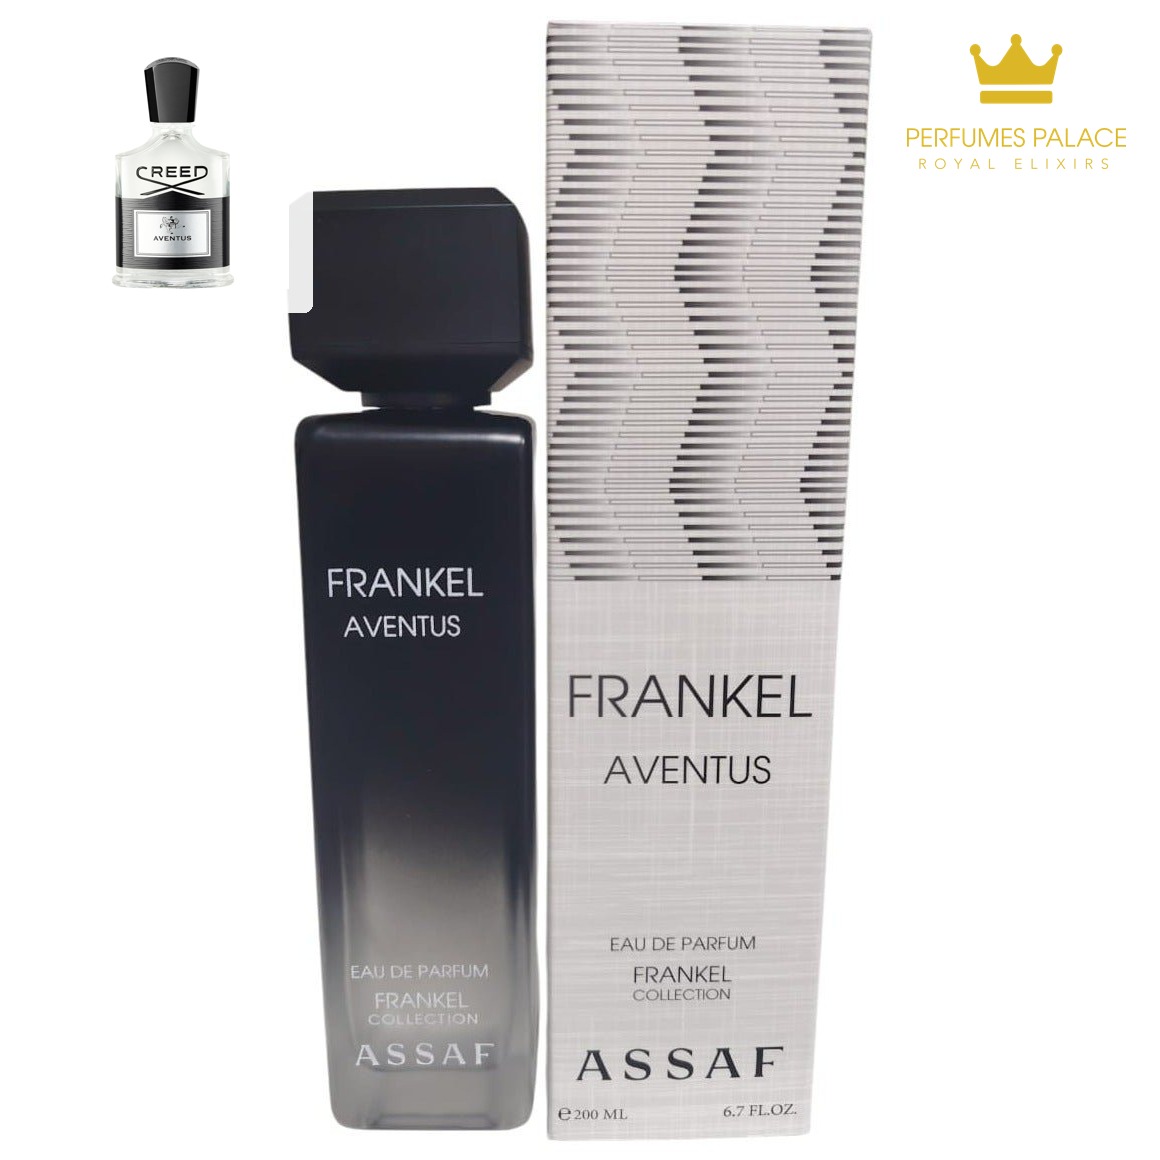 CREED
AVENTUS
PERFUMES PALACE
ROYAL ELIXIRS
FRANKEL
AVENTUS
EAU DE PARFUM
FRANKEL
COLLECTION
ASSAF
FRANKEL
AVENTUS
EAU DE PARFUM
FRANKEL
COLLECTION
ASSAF
℮200 ML
6.7 FL.OZ.